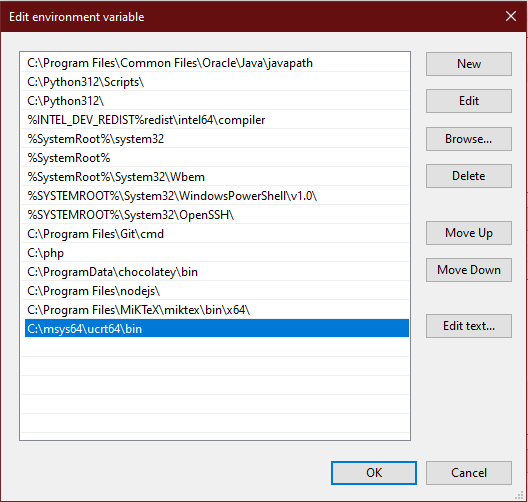 Edit environment variable
C:\Program Files\Common Files\Oracle\Java\javapath
C:\Python312\Scripts\
C:\Python312\
%INTEL_DEV_REDIST%redist\intel64\compiler
%SystemRoot%\system32
%SystemRoot%
%SystemRoot%\System32\Wbem
%SYSTEMROOT%\System32\WindowsPowerShell\v1.0\
%SYSTEMROOT%\System32\OpenSSH\
C:\Program Files\Git\cmd
C:\php
C:\ProgramData\chocolatey\bin
C:\Program Files\nodejs\
C:\Program Files\MiKTeX\miktex\bin\x64\
C:\msys64\ucrt64\bin
New
Edit
Browse...
Delete
Move Up
Move Down
Edit text...
OK
Cancel